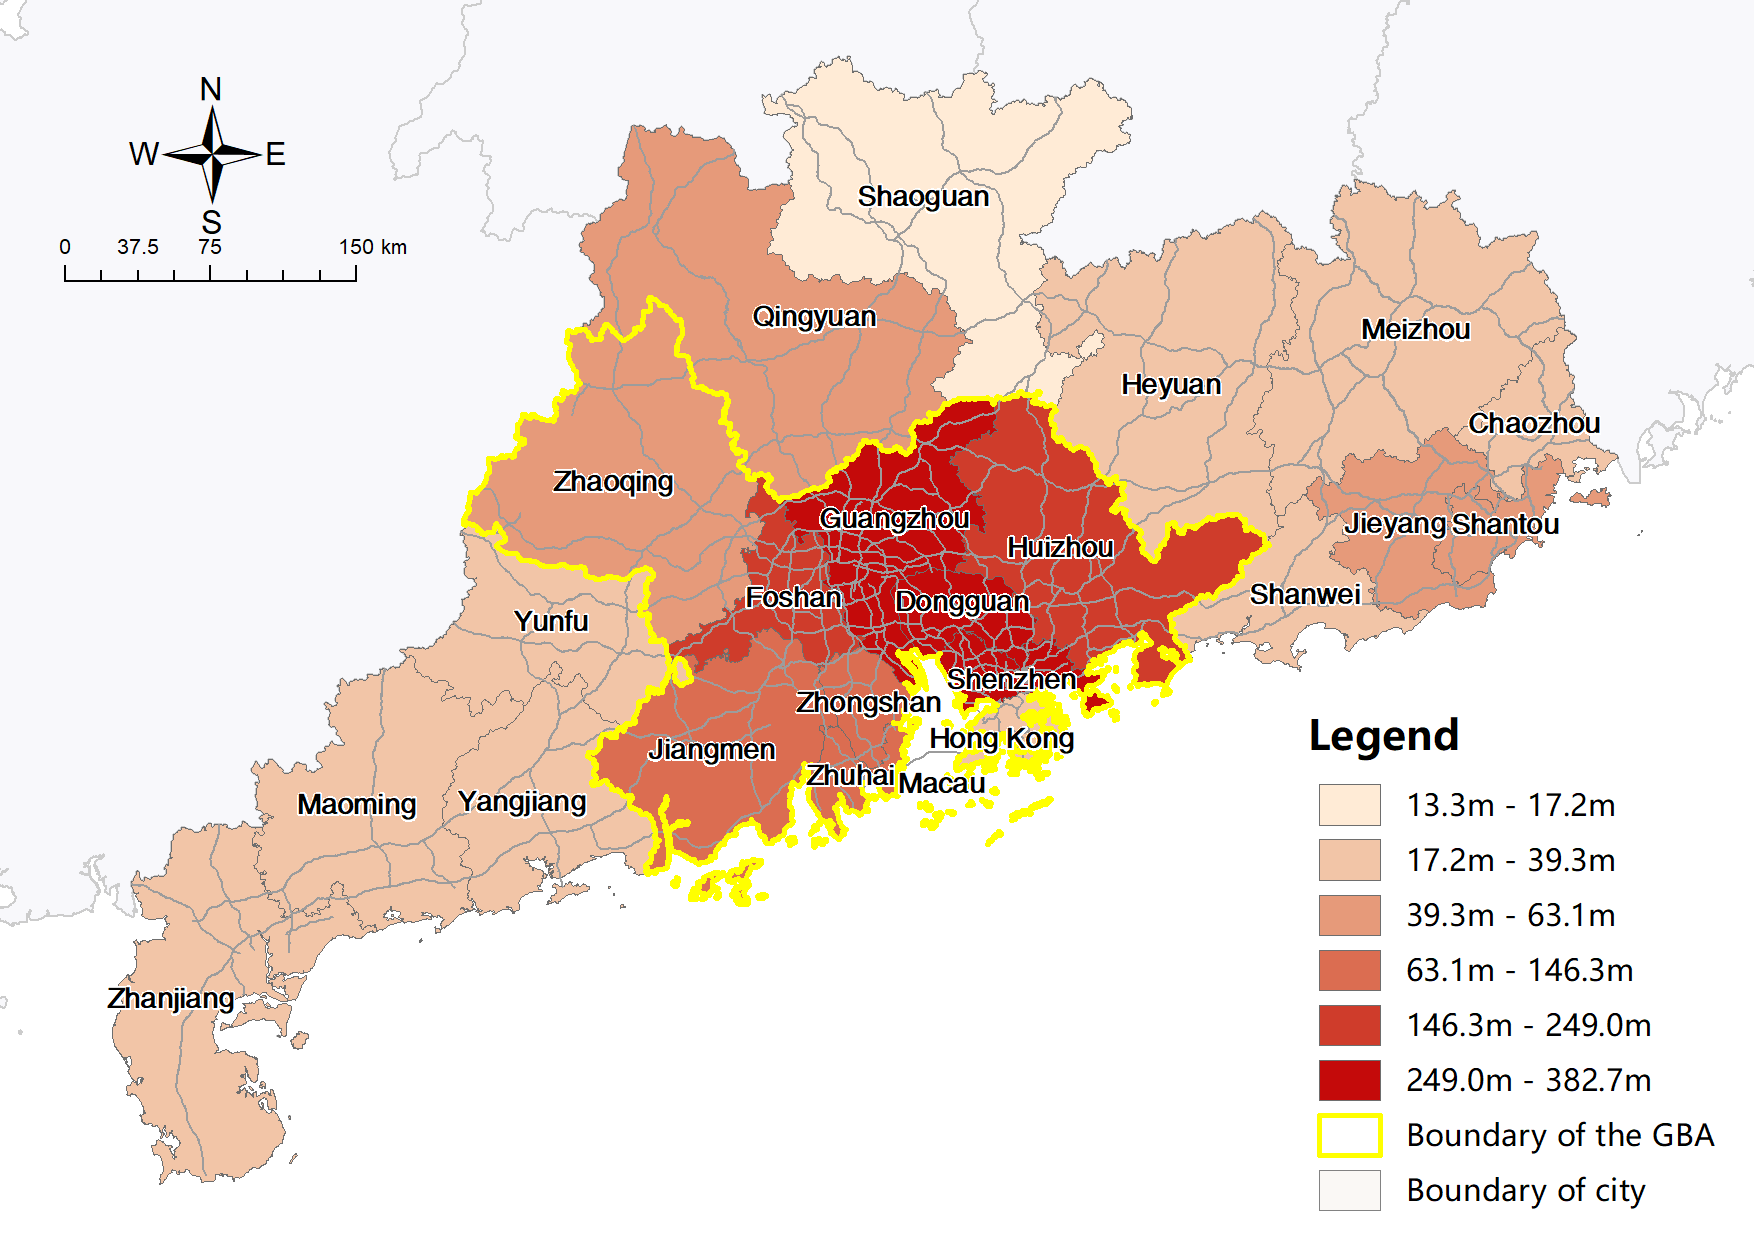 N
W
E
S
0 37.5 75 150 km
Shaoguan
Qingyuan
Meizhou
Heyuan
Chaozhou
Zhaoqing
Guangzhou
Jieyang
Shantou
Huizhou
Foshan
Dongguan
Shanwei
Yunfu
Shenzhen
Zhongshan
Hong Kong
Jiangmen
Zhuhai
Macau
Maoming
Yangjiang
Zhanjiang
Legend
13.3m - 17.2m
17.2m - 39.3m
39.3m - 63.1m
63.1m - 146.3m
146.3m - 249.0m
249.0m - 382.7m
Boundary of the GBA
Boundary of city